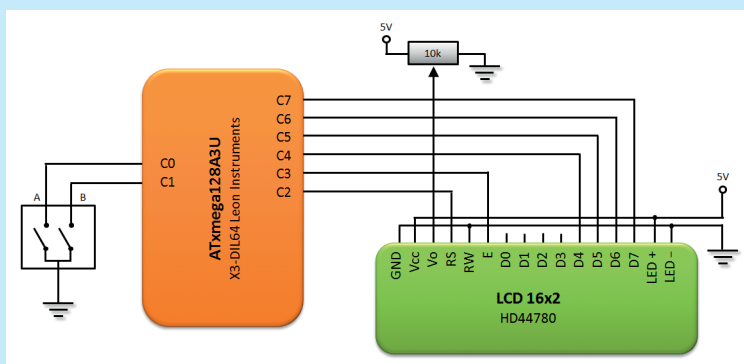 5V
10k
C7
C6
C5
C4
C3
C2
C0
C1
ATxmega128A3U
X3-DIL64 Leon Instruments
A
B
5V
GND
Vcc
Vo
RS
RW
E
D0
D1
D2
D3
D4
D5
D6
D7
LED +
LED −
LCD 16x2
HD44780